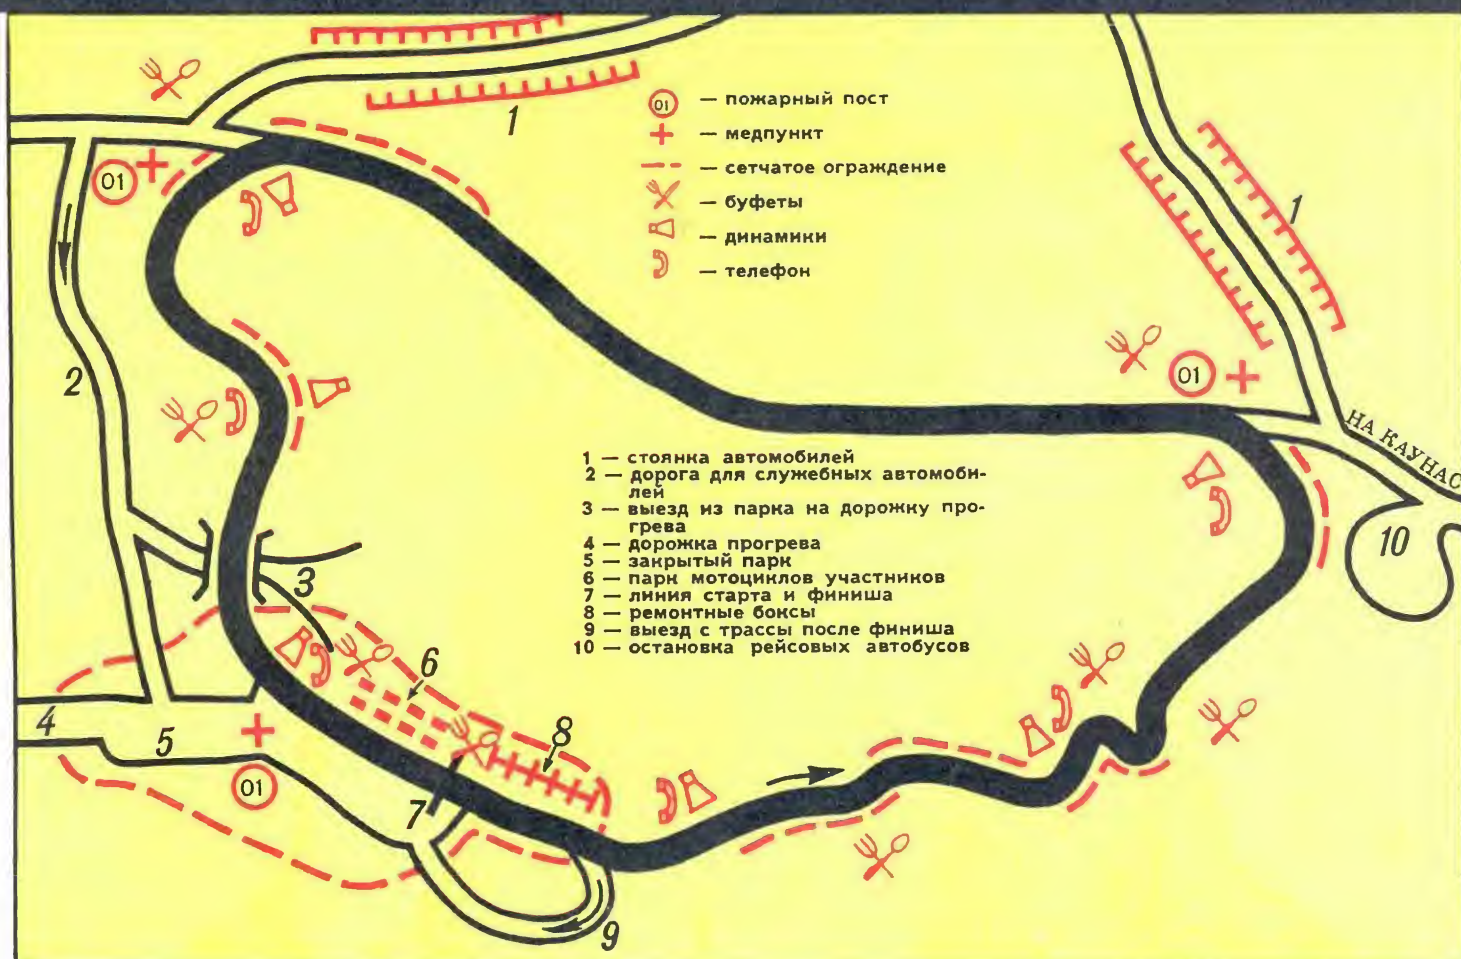 1
01 — пожарный пост
— медпункт
— сетчатое ограждение
— буфеты
— динамики
— телефон
1
01
01
2
НА КАУНАС
1 — стоянка автомобилей
2 — дорога для служебных автомоби-
лей
3 — выезд из парка на дорожку про-
грева
4 — дорожка прогрева
5 — закрытый парк
6 — парк мотоциклов участников
7 — линия старта и финиша
8 — ремонтные боксы
9 — выезд с трассы после финиша
10 — остановка рейсовых автобусов
10
3
6
4
5
8
01
7
9